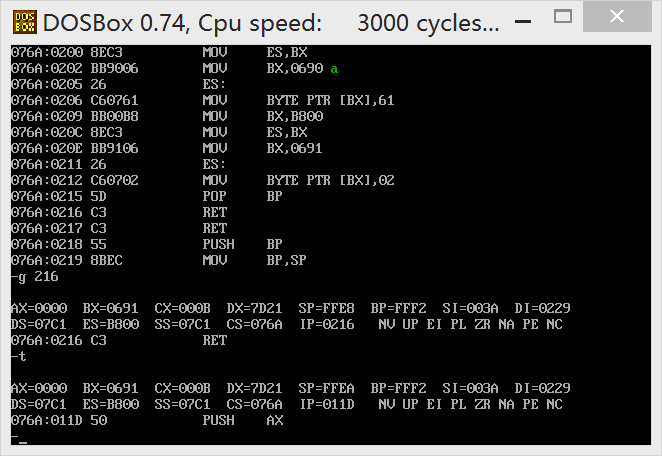 DOS
BOX
DOSBox 0.74, Cpu speed:     3000 cycles...
076A:0200 8EC3          MOV     ES,BX
076A:0202 BB9006        MOV     BX,0690 a
076A:0205 26            ES:
076A:0206 C60761        MOV     BYTE PTR [BX],61
076A:0209 BB00B8        MOV     BX,B800
076A:020C 8EC3          MOV     ES,BX
076A:020E BB9106        MOV     BX,0691
076A:0211 26            ES:
076A:0212 C60702        MOV     BYTE PTR [BX],02
076A:0215 5D            POP     BP
076A:0216 C3            RET
076A:0217 C3            RET
076A:0218 55            PUSH    BP
076A:0219 8BEC          MOV     BP,SP
-g 216
AX=0000  BX=0691  CX=000B  DX=7D21  SP=FFE8  BP=FFF2  SI=003A  DI=0229
DS=07C1  ES=B800  SS=07C1  CS=076A  IP=0216   NV UP EI PL ZR NA PE NC
076A:0216 C3            RET
-t
AX=0000  BX=0691  CX=000B  DX=7D21  SP=FFEA  BP=FFF2  SI=003A  DI=0229
DS=07C1  ES=B800  SS=07C1  CS=076A  IP=011D   NV UP EI PL ZR NA PE NC
076A:011D 50            PUSH    AX
-_